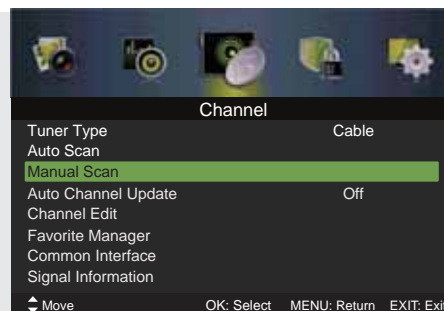 Channel
Tuner Type Cable
Auto Scan
Manual Scan
Auto Channel Update Off
Channel Edit
Favorite Manager
Common Interface
Signal Information
Move OK: Select MENU: Return EXIT: Exit